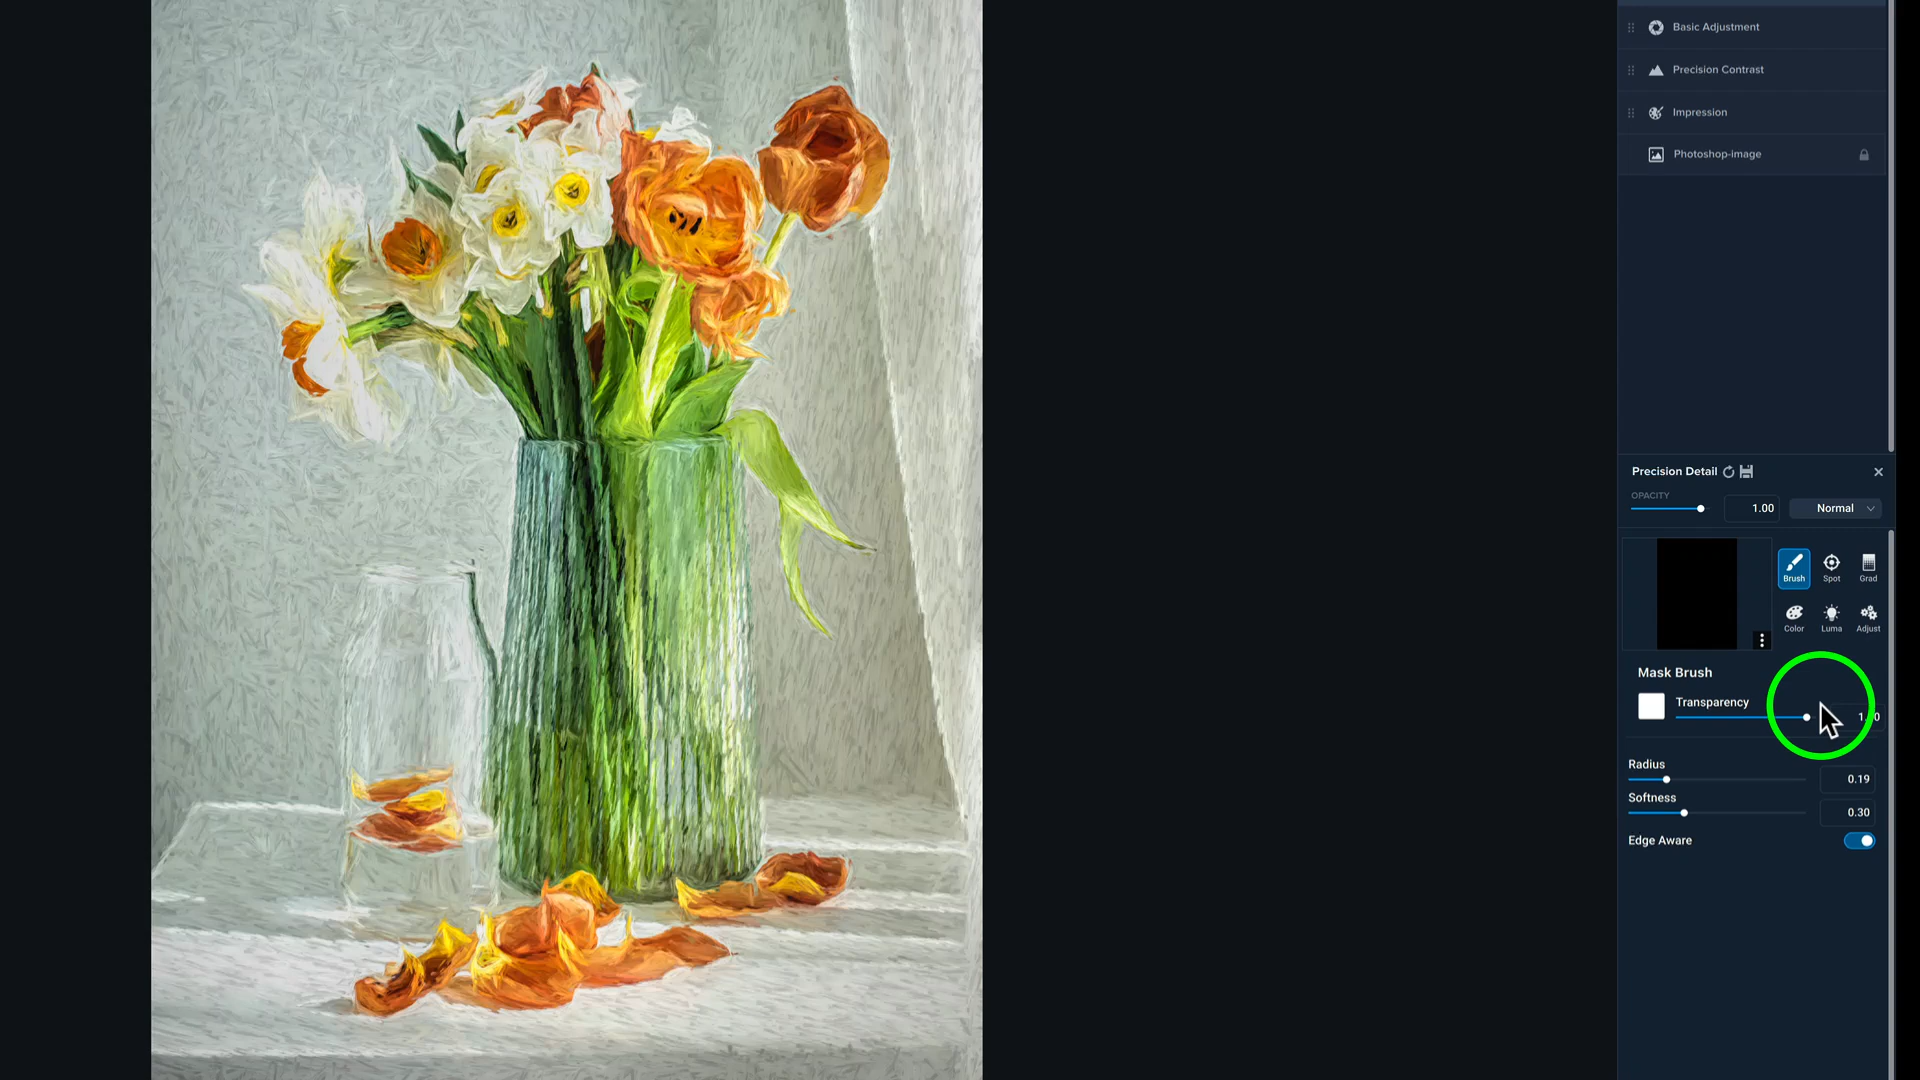 Basic Adjustment
Precision Contrast
Impression
Photoshop-image
Precision Detail
OPACITY
1.00
Normal
Brush
Spot
Grad
Color
Luma
Adjust
Mask Brush
Transparency
Radius
0.19
Softness
0.30
Edge Aware